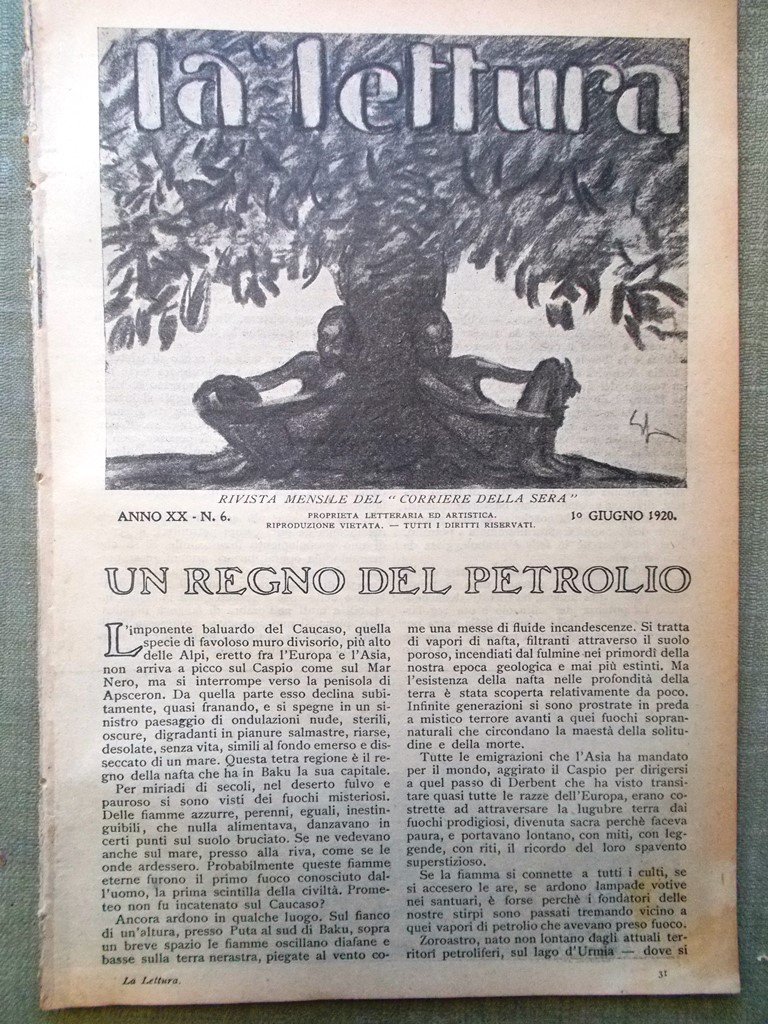 la lettura
RIVISTA MENSILE DEL "CORRIERE DELLA SERA"
ANNO XX - N. 6.
PROPRIETA LETTERARIA ED ARTISTICA.
RIPRODUZIONE VIETATA. — TUTTI I DIRITTI RISERVATI.
1º GIUGNO 1920.
UN REGNO DEL PETROLIO
L'imponente baluardo del Caucaso, quella
specie di favoloso muro divisorio, più alto
delle Alpi, eretto fra l'Europa e l'Asia,
non arriva a picco sul Caspio come sul Mar
Nero, ma si interrompe verso la penisola di
Apsceron. Da quella parte esso declina subi-
tamente, quasi franando, e si spegne in un si-
nistro paesaggio di ondulazioni nude, sterili,
oscure, digradanti in pianure salmastre, riarse,
desolate, senza vita, simili al fondo emerso e dis-
seccato di un mare. Questa tetra regione è il re-
gno della nafta che ha in Baku la sua capitale.
Per miriadi di secoli, nel deserto fulvo e
pauroso si sono visti dei fuochi misteriosi.
Delle fiamme azzurre, perenni, eguali, inestin-
guibili, che nulla alimentava, danzavano in
certi punti sul suolo bruciato. Se ne vedevano
anche sul mare, presso alla riva, come se le
onde ardessero. Probabilmente queste fiamme
eterne furono il primo fuoco conosciuto dal-
l'uomo, la prima scintilla della civiltà. Prome-
teo non fu incatenato sul Caucaso?
Ancora ardono in qualche luogo. Sul fianco
di un'altura, presso Puta al sud di Baku, sopra
un breve spazio le fiamme oscillano diafane e
basse sulla terra nerastra, piegate al vento co-
me una messe di fluide incandescenze. Si tratta
di vapori di nafta, filtranti attraverso il suolo
poroso, incendiati dal fulmine nei primordî della
nostra epoca geologica e mai più estinti. Ma
l'esistenza della nafta nelle profondità della
terra è stata scoperta relativamente da poco.
Infinite generazioni si sono prostrate in preda
a mistico terrore avanti a quei fuochi sopran-
naturali che circondano la maestà della solitu-
dine e della morte.
Tutte le emigrazioni che l'Asia ha mandato
per il mondo, aggirato il Caspio per dirigersi
a quel passo di Derbent che ha visto transi-
tare quasi tutte le razze dell'Europa, erano co-
strette ad attraversare la lugubre terra dai
fuochi prodigiosi, divenuta sacra perchè faceva
paura, e portavano lontano, con miti, con leg-
gende, con riti, il ricordo del loro spavento
superstizioso.
Se la fiamma si connette a tutti i culti, se
si accesero le are, se ardono lampade votive
nei santuari, è forse perchè i fondatori delle
nostre stirpi sono passati tremando vicino a
quei vapori di petrolio che avevano preso fuoco.
Zoroastro, nato non lontano dagli attuali ter-
ritori petroliferi, sul lago d'Urmia — dove si
La Lettura.
31